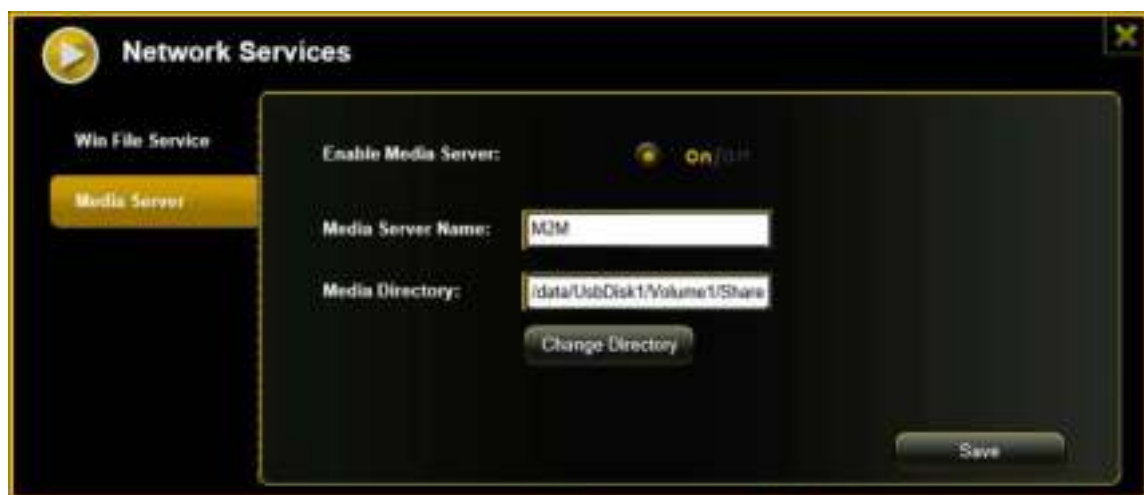 Network Services
Win File Service
Media Server
Enable Media Server:
On/Off
Media Server Name:
M2M
Media Directory:
/data/UsbDisk1/Volume1/Share
Change Directory
Save